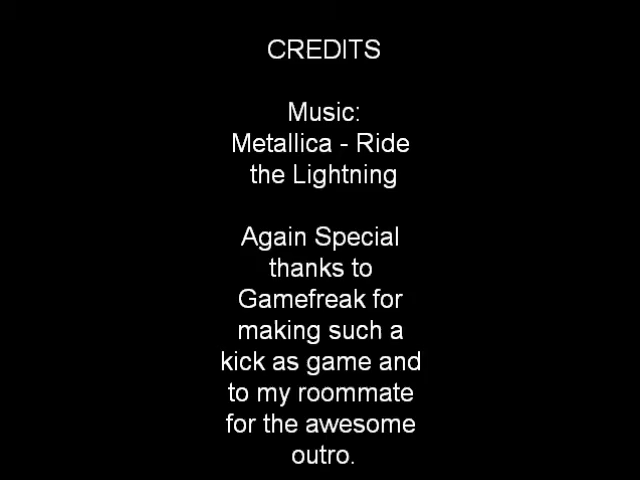 CREDITS
Music:
Metallica - Ride
the Lightning
Again Special
thanks to
Gamefreak for
making such a
kick as game and
to my roommate
for the awesome
outro.